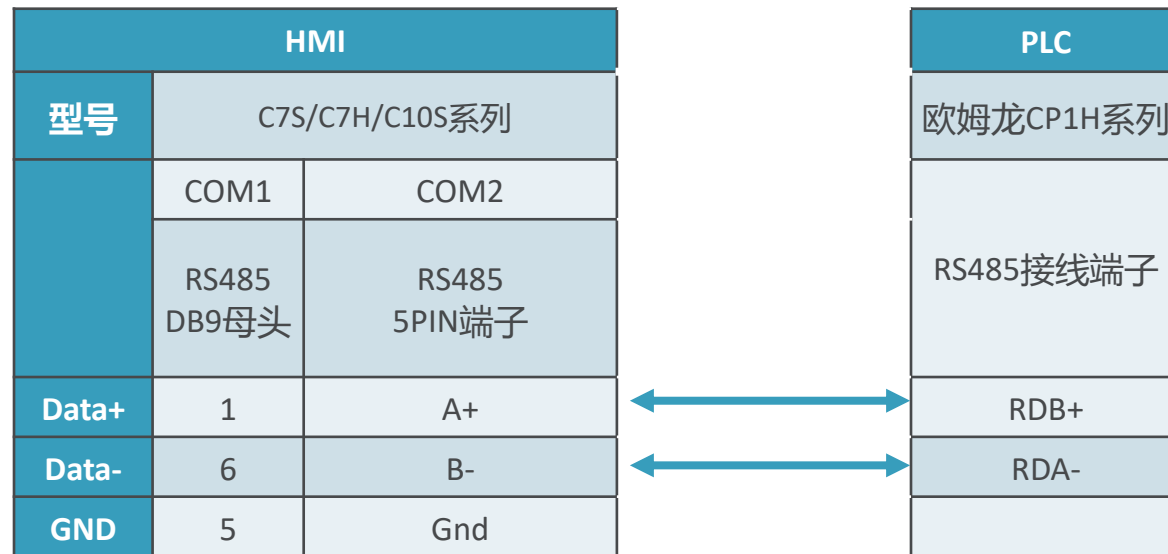 HMI PLC
型号 C7S/C7H/C10S系列 欧姆龙CP1H系列
COM1 COM2
RS485 RS485 RS485接线端子
DB9母头 5PIN端子
Data+ 1 A+ RDB+
Data- 6 B- RDA-
GND 5 Gnd